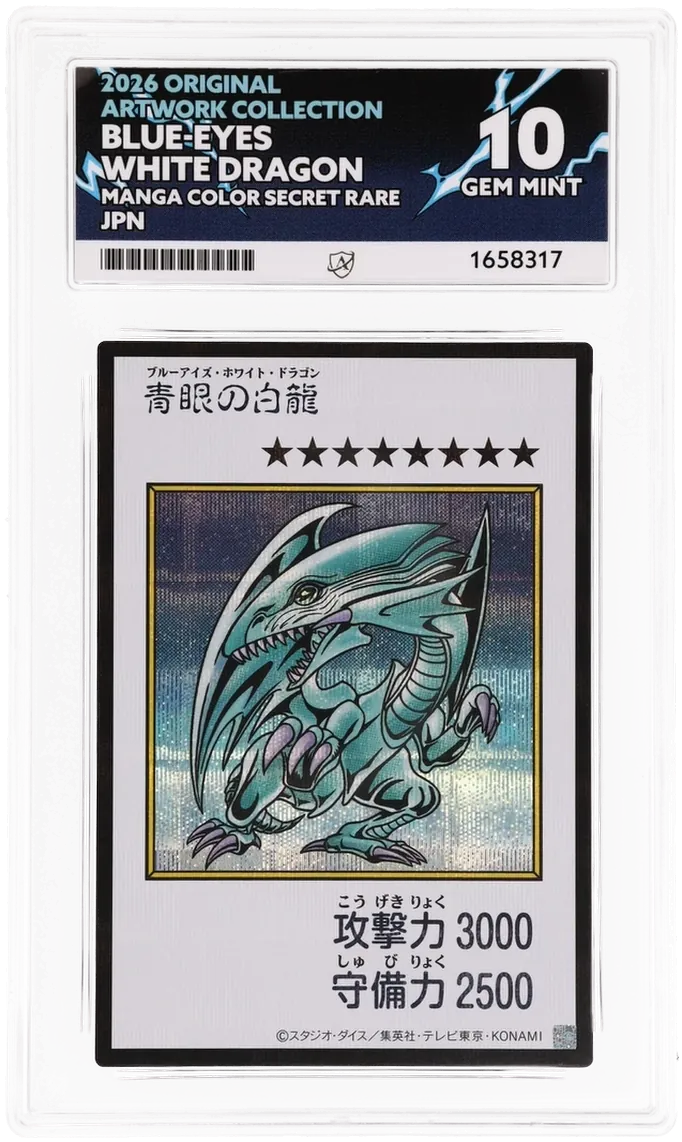 2026 ORIGINAL
ARTWORK COLLECTION
BLUE-EYES
WHITE DRAGON
MANGA COLOR SECRET RARE
JPN
10
GEM MINT
A
1658317
ブルーアイズ・ホワイト・ドラゴン
青眼の白龍
★★★★★★★★
こう げき りょく
攻撃力 3000
しゅ び りょく
守備力 2500
©スタジオ・ダイス/集英社・テレビ東京・KONAMI